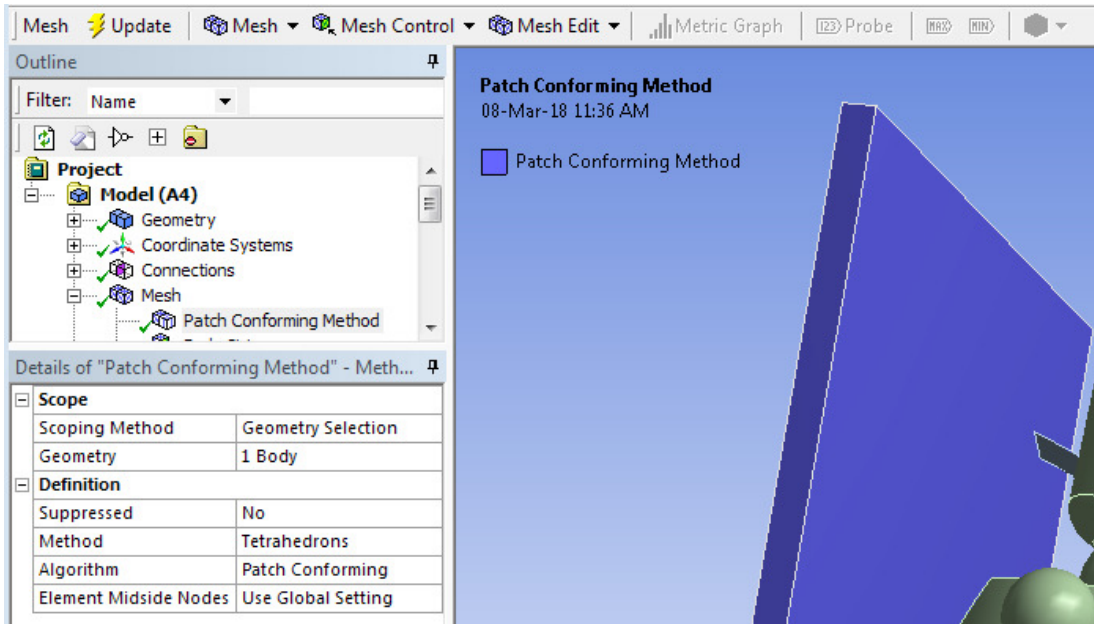 Mesh Update Mesh Mesh Control Mesh Edit Metric Graph 123 Probe MAX MIN
Outline
Filter: Name
Project
Model (A4)
Geometry
Coordinate Systems
Connections
Mesh
Patch Conforming Method
Details of "Patch Conforming Method" - Meth...
Scope
Scoping Method Geometry Selection
Geometry 1 Body
Definition
Suppressed No
Method Tetrahedrons
Algorithm Patch Conforming
Element Midside Nodes Use Global Setting
Patch Conforming Method
08-Mar-18 11:36 AM
Patch Conforming Method